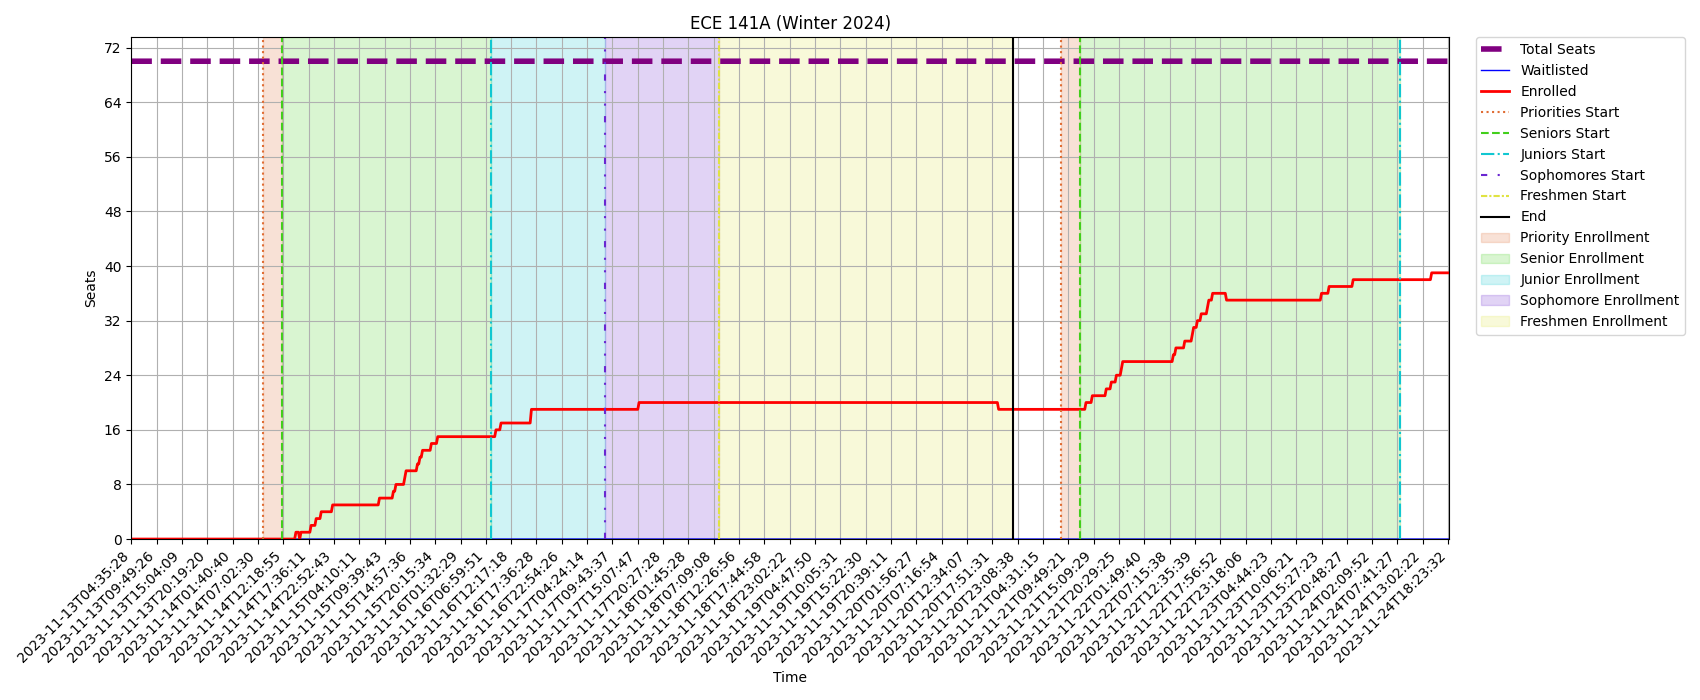 ECE 141A (Winter 2024)
72
64
56
48
40
32
24
16
8
0
Seats
2023-11-13T04:35:28
2023-11-13T09:49:26
2023-11-13T15:04:09
2023-11-13T20:19:20
2023-11-14T01:40:40
2023-11-14T07:02:30
2023-11-14T12:18:55
2023-11-14T17:36:11
2023-11-14T22:52:43
2023-11-15T04:10:11
2023-11-15T09:39:43
2023-11-15T14:57:36
2023-11-15T20:15:34
2023-11-16T01:32:29
2023-11-16T06:59:51
2023-11-16T12:17:18
2023-11-16T17:36:28
2023-11-16T22:54:26
2023-11-17T04:24:14
2023-11-17T09:43:37
2023-11-17T15:07:47
2023-11-17T20:27:28
2023-11-18T01:45:28
2023-11-18T07:09:08
2023-11-18T12:26:56
2023-11-18T17:44:58
2023-11-18T23:02:22
2023-11-19T04:47:50
2023-11-19T10:05:31
2023-11-19T15:22:30
2023-11-19T20:39:11
2023-11-20T01:56:27
2023-11-20T07:16:54
2023-11-20T12:34:07
2023-11-20T17:51:31
2023-11-20T23:08:39
2023-11-21T04:31:15
2023-11-21T09:49:21
2023-11-21T15:09:29
2023-11-21T20:29:25
2023-11-22T01:49:40
2023-11-22T07:15:38
2023-11-22T12:35:39
2023-11-22T17:56:52
2023-11-22T23:18:06
2023-11-23T04:44:23
2023-11-23T10:06:21
2023-11-23T15:27:23
2023-11-23T20:48:27
2023-11-24T02:09:52
2023-11-24T07:41:27
2023-11-24T13:02:22
2023-11-24T18:23:32
Time
Total Seats
Waitlisted
Enrolled
Priorities Start
Seniors Start
Juniors Start
Sophomores Start
Freshmen Start
End
Priority Enrollment
Senior Enrollment
Junior Enrollment
Sophomore Enrollment
Freshmen Enrollment